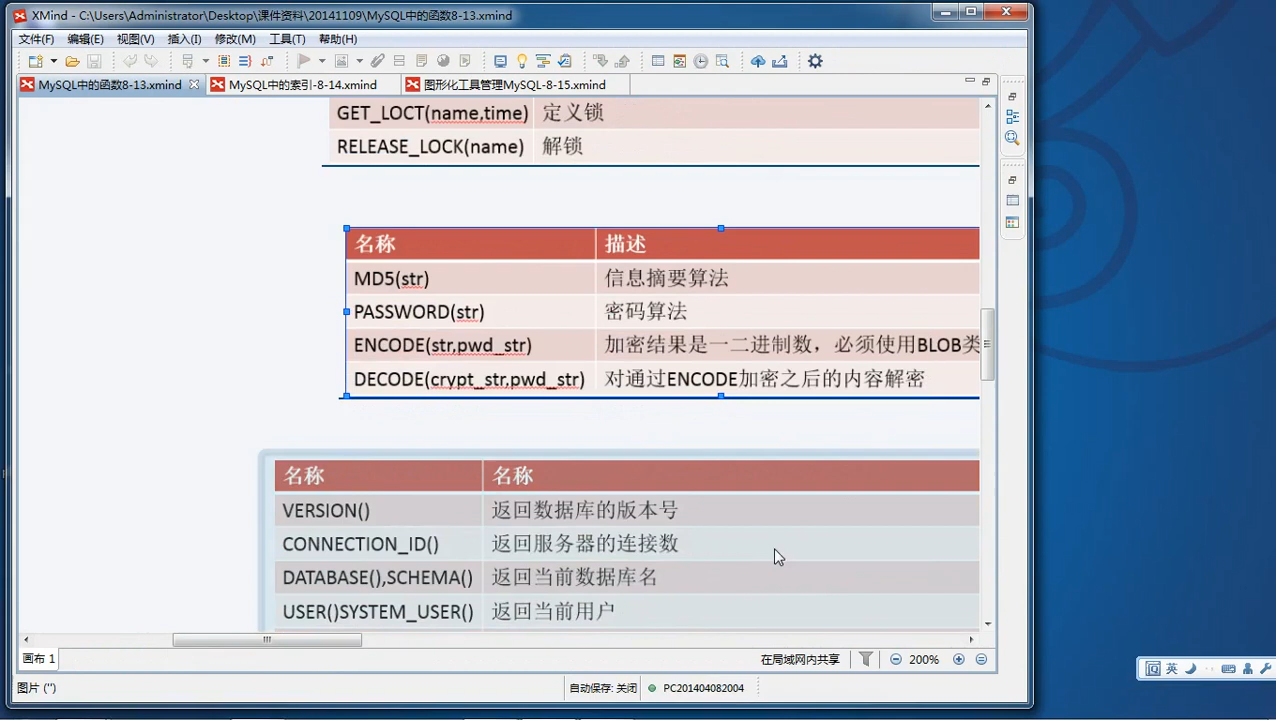 XMind - C:\Users\Administrator\Desktop\课件资料\20141109\MySQL中的函数8-13.xmind
文件(F) 编辑(E) 视图(V) 插入(I) 修改(M) 工具(T) 帮助(H)
MySQL中的函数8-13.xmind MySQL中的索引-8-14.xmind 图形化工具管理MySQL-8-15.xmind
GET_LOCT(name,time) 定义锁
RELEASE_LOCK(name) 解锁
名称 描述
MD5(str) 信息摘要算法
PASSWORD(str) 密码算法
ENCODE(str,pwd_str) 加密结果是一二进制数，必须使用BLOB类
DECODE(crypt_str,pwd_str) 对通过ENCODE加密之后的内容解密
名称 名称
VERSION() 返回数据库的版本号
CONNECTION_ID() 返回服务器的连接数
DATABASE(),SCHEMA() 返回当前数据库名
USER()SYSTEM_USER() 返回当前用户
画布 1 在局域网内共享 200%
图片 ('') 自动保存: 关闭 PC201404082004
英